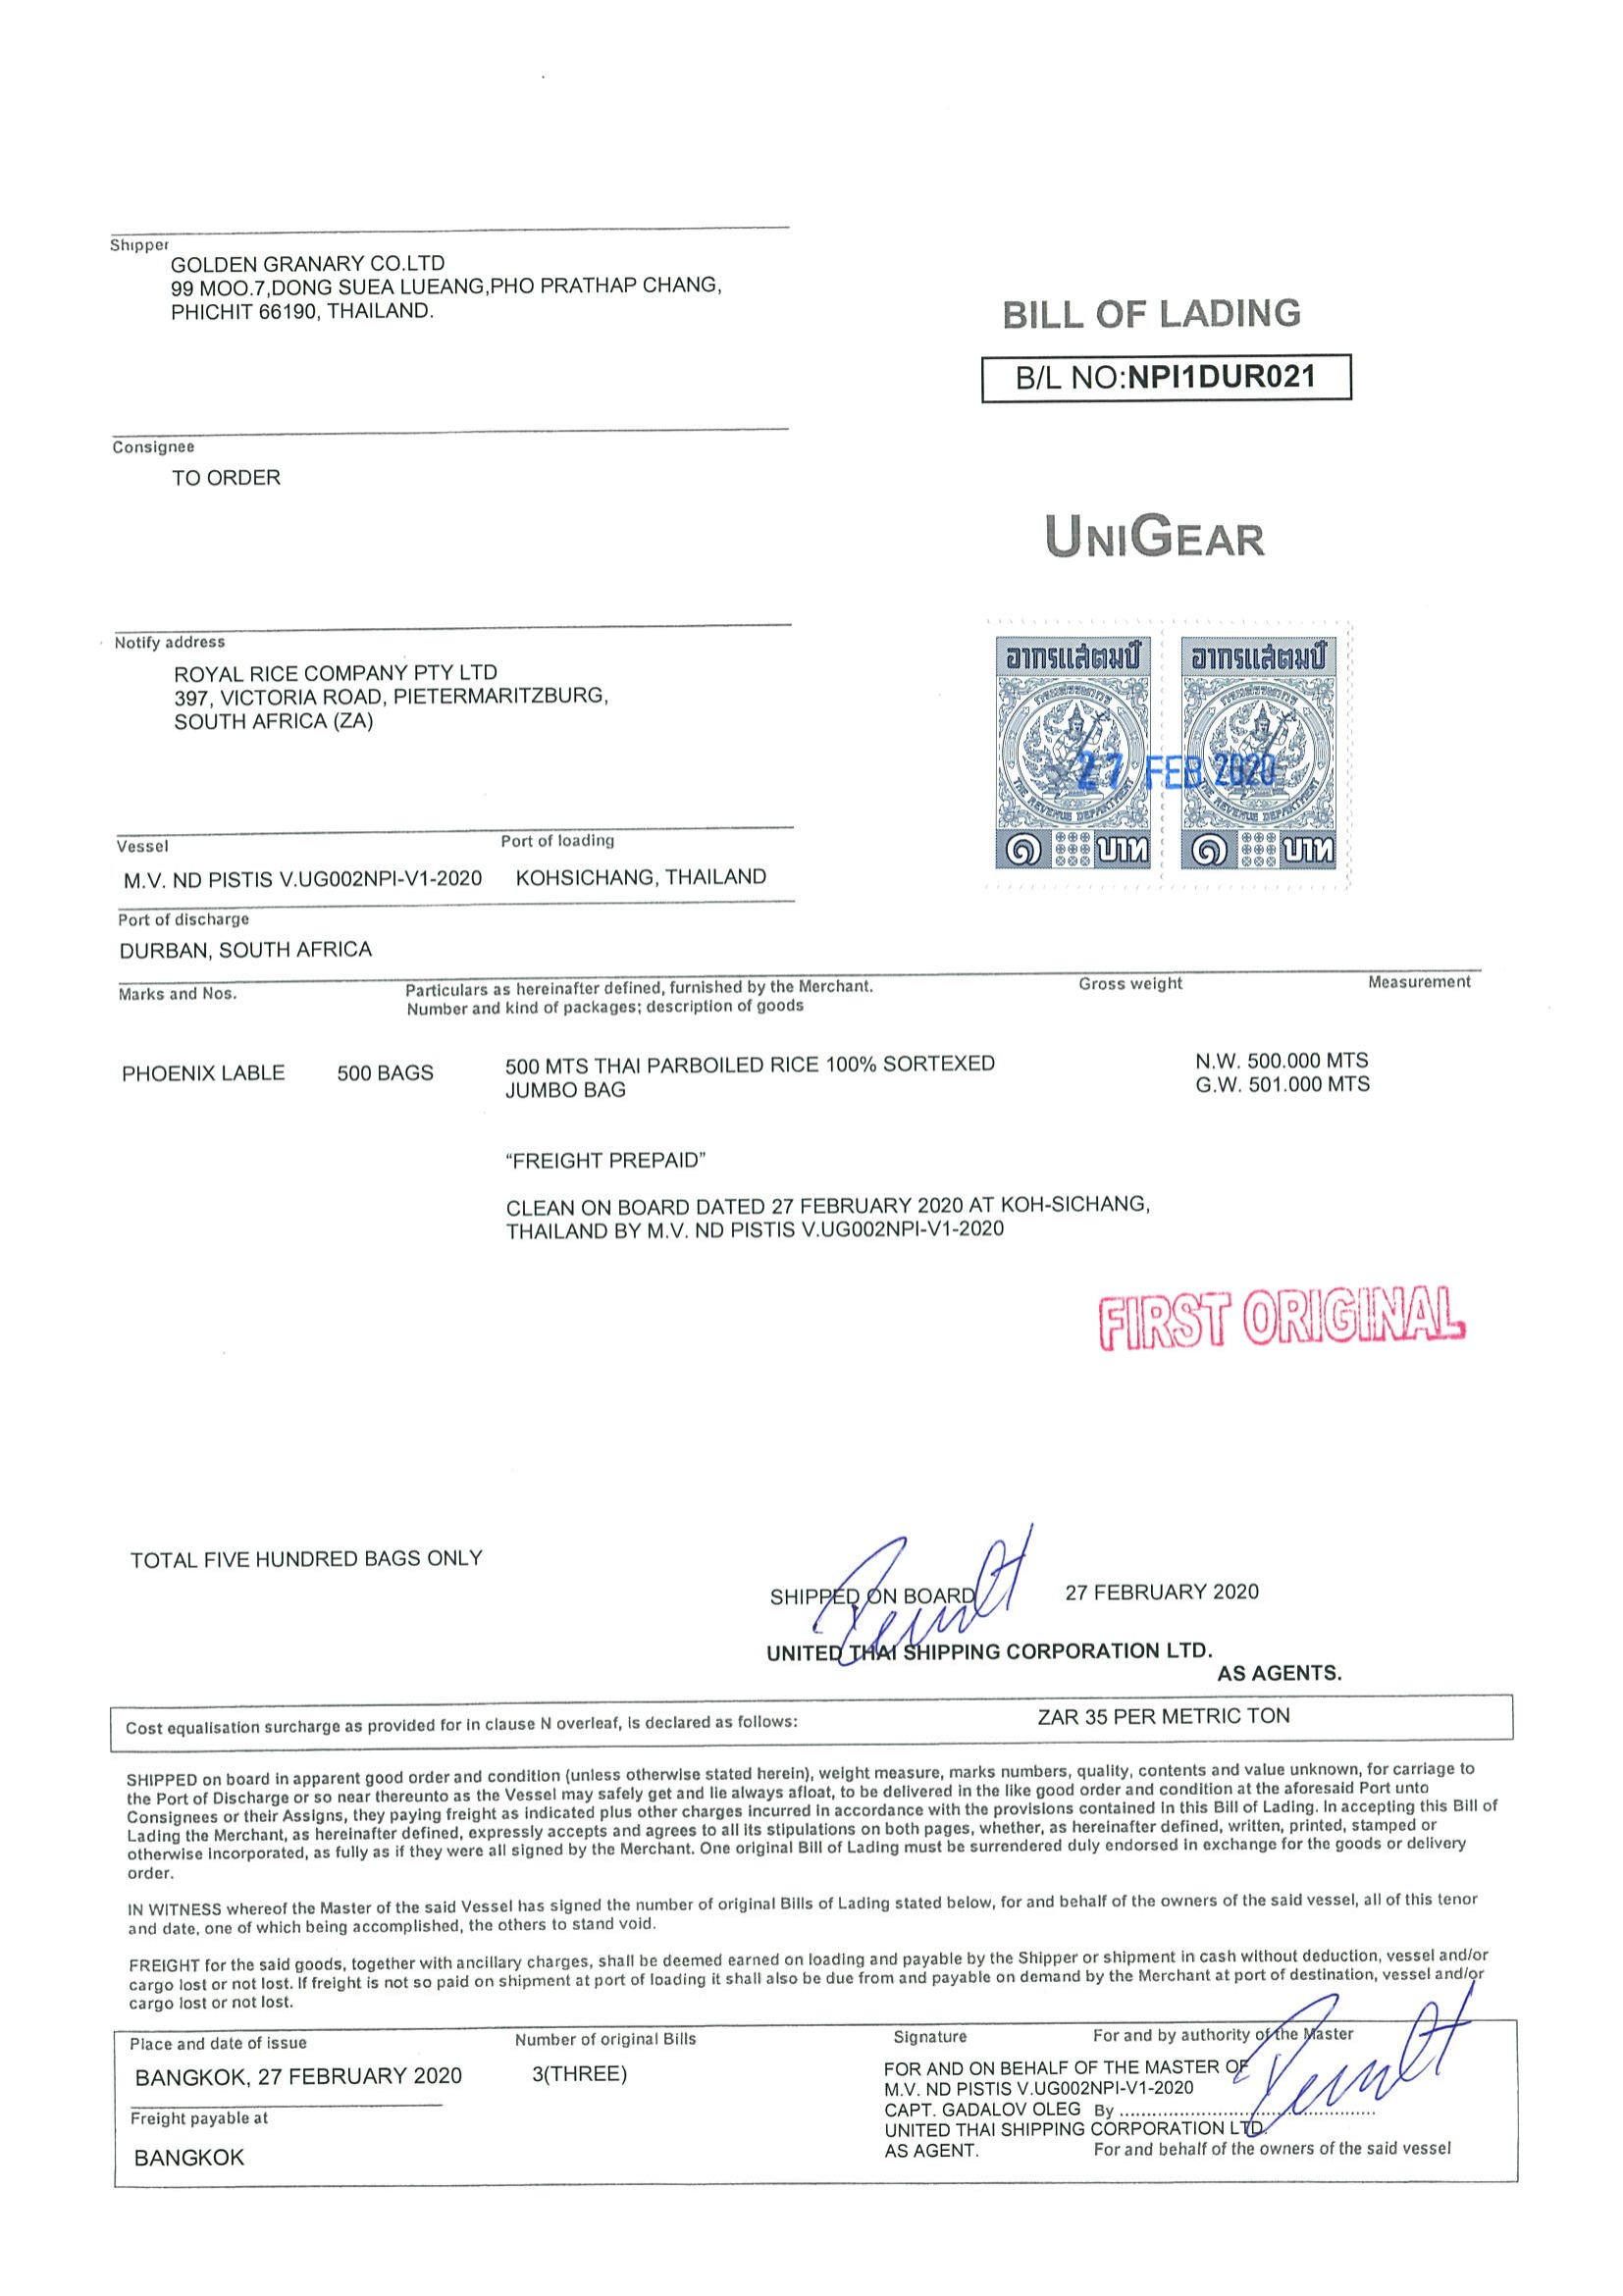 Shipper
GOLDEN GRANARY CO.LTD
99 MOO.7,DONG SUEA LUEANG,PHO PRATHAP CHANG,
PHICHIT 66190, THAILAND.
BILL OF LADING
B/L NO:NPI1DUR021
Consignee
TO ORDER
UNIGEAR
Notify address
ROYAL RICE COMPANY PTY LTD
397, VICTORIA ROAD, PIETERMARITZBURG,
SOUTH AFRICA (ZA)
อากรแสตมป์ อากรแสตมป์
กรมสรรพากร กรมสรรพากร
27 FEB 2020
THE REVENUE DEPARTMENT THE REVENUE DEPARTMENT
๑ บาท ๑ บาท
Vessel Port of loading
M.V. ND PISTIS V.UG002NPI-V1-2020 KOHSICHANG, THAILAND
Port of discharge
DURBAN, SOUTH AFRICA
Marks and Nos. Particulars as hereinafter defined, furnished by the Merchant. Gross weight Measurement
Number and kind of packages; description of goods
PHOENIX LABLE 500 BAGS 500 MTS THAI PARBOILED RICE 100% SORTEXED N.W. 500.000 MTS
JUMBO BAG G.W. 501.000 MTS
“FREIGHT PREPAID”
CLEAN ON BOARD DATED 27 FEBRUARY 2020 AT KOH-SICHANG,
THAILAND BY M.V. ND PISTIS V.UG002NPI-V1-2020
FIRST ORIGINAL
TOTAL FIVE HUNDRED BAGS ONLY
SHIPPED ON BOARD 27 FEBRUARY 2020
UNITED THAI SHIPPING CORPORATION LTD.
AS AGENTS.
Cost equalisation surcharge as provided for in clause N overleaf, is declared as follows: ZAR 35 PER METRIC TON
SHIPPED on board in apparent good order and condition (unless otherwise stated herein), weight measure, marks numbers, quality, contents and value unknown, for carriage to
the Port of Discharge or so near thereunto as the Vessel may safely get and lie always afloat, to be delivered in the like good order and condition at the aforesaid Port unto
Consignees or their Assigns, they paying freight as indicated plus other charges incurred in accordance with the provisions contained in this Bill of Lading. In accepting this Bill of
Lading the Merchant, as hereinafter defined, expressly accepts and agrees to all its stipulations on both pages, whether, as hereinafter defined, written, printed, stamped or
otherwise incorporated, as fully as if they were all signed by the Merchant. One original Bill of Lading must be surrendered duly endorsed in exchange for the goods or delivery
order.
IN WITNESS whereof the Master of the said Vessel has signed the number of original Bills of Lading stated below, for and behalf of the owners of the said vessel, all of this tenor
and date, one of which being accomplished, the others to stand void.
FREIGHT for the said goods, together with ancillary charges, shall be deemed earned on loading and payable by the Shipper or shipment in cash without deduction, vessel and/or
cargo lost or not lost. If freight is not so paid on shipment at port of loading it shall also be due from and payable on demand by the Merchant at port of destination, vessel and/or
cargo lost or not lost.
Place and date of issue Number of original Bills Signature For and by authority of the Master
BANGKOK, 27 FEBRUARY 2020 3(THREE) FOR AND ON BEHALF OF THE MASTER OF
M.V. ND PISTIS V.UG002NPI-V1-2020
Freight payable at CAPT. GADALOV OLEG By
UNITED THAI SHIPPING CORPORATION LTD.
BANGKOK AS AGENT. For and behalf of the owners of the said vessel